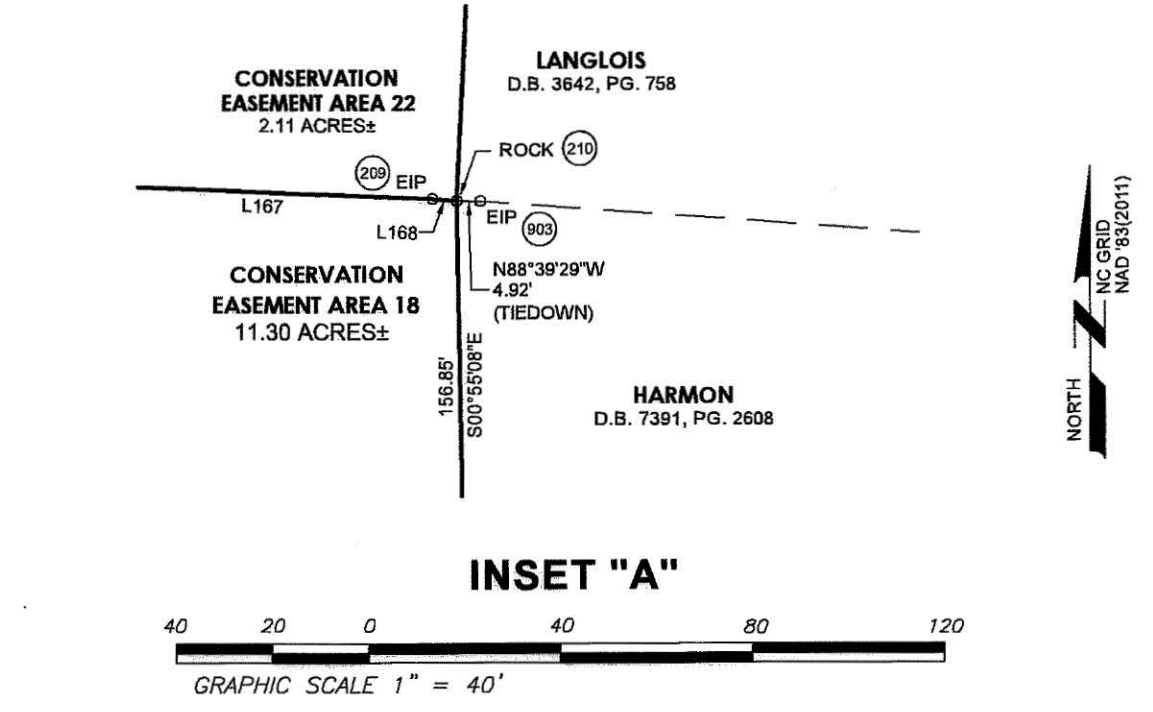 CONSERVATION
EASEMENT AREA 22
2.11 ACRES±
LANGLOIS
D.B. 3642, PG. 758
ROCK 210
209 EIP
L167
L168
EIP 903
N88°39'29"W
4.92'
(TIEDOWN)
CONSERVATION
EASEMENT AREA 18
11.30 ACRES±
156.85'
S00°55'08"E
HARMON
D.B. 7391, PG. 2608
NORTH
NC GRID
NAD '83(2011)
INSET "A"
40 20 0 40 80 120
GRAPHIC SCALE 1" = 40'